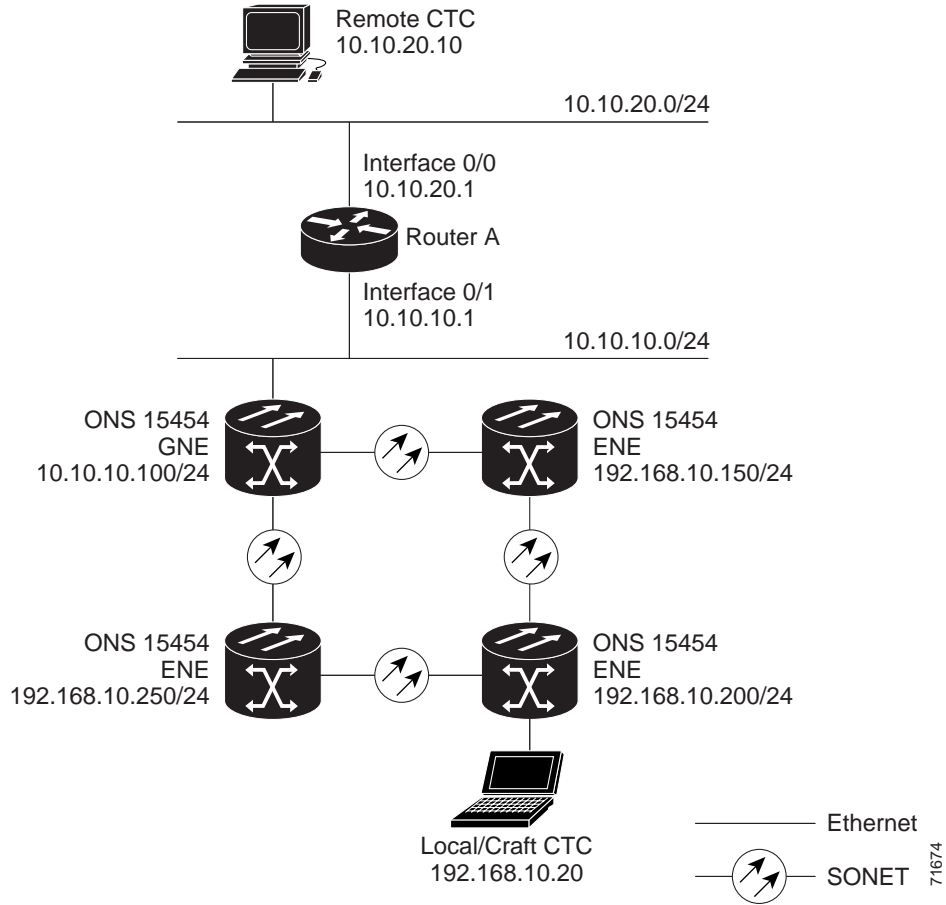 Remote CTC
10.10.20.10
10.10.20.0/24
Interface 0/0
10.10.20.1
Router A
Interface 0/1
10.10.10.1
10.10.10.0/24
ONS 15454
GNE
10.10.10.100/24
ONS 15454
ENE
192.168.10.150/24
ONS 15454
ENE
192.168.10.250/24
ONS 15454
ENE
192.168.10.200/24
Local/Craft CTC
192.168.10.20
Ethernet
SONET
71674